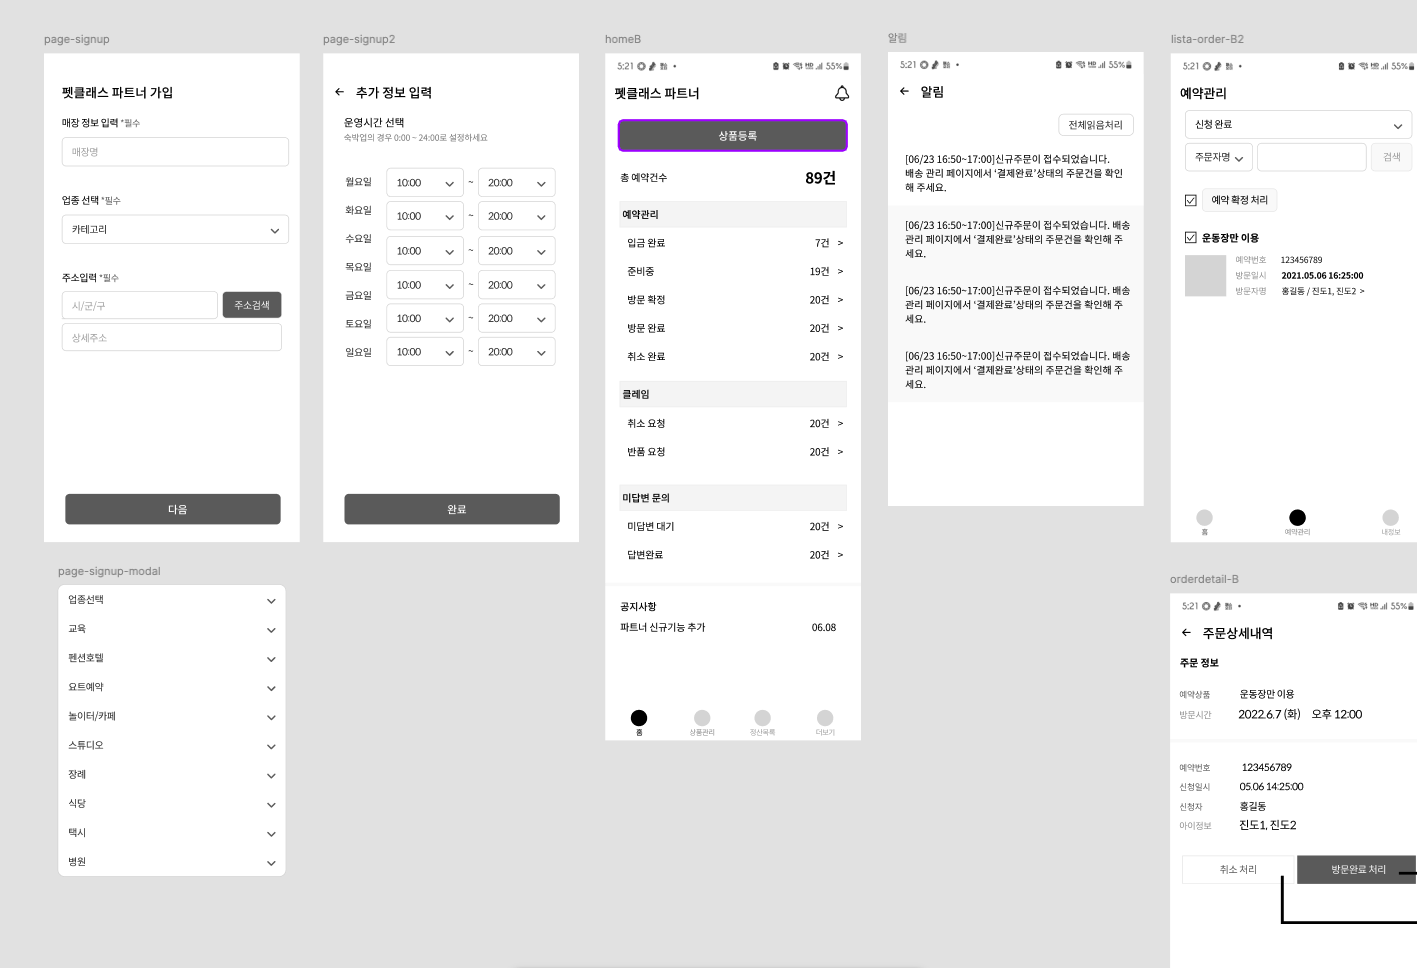 page-signup
펫클래스 파트너 가입
매장 정보 입력 *필수
매장명
업종 선택 *필수
카테고리
주소입력 *필수
시/군/구
주소검색
상세주소
다음
page-signup2
추가 정보 입력
운영시간 선택
숙박업의 경우 0:00 ~ 24:00로 설정하세요
월요일 10:00 ~ 20:00
화요일 10:00 ~ 20:00
수요일 10:00 ~ 20:00
목요일 10:00 ~ 20:00
금요일 10:00 ~ 20:00
토요일 10:00 ~ 20:00
일요일
완료
homeB
5:21 55%
펫클래스 파트너
상품등록
총 예약건수 89건
예약관리
입금 완료 7건 >
준비중 19건 >
방문 확정 20건 >
방문 완료 20건 >
취소 완료 20건 >
클레임
취소 요청 20건 >
반품 요청 20건 >
미답변 문의
미답변 대기 20건 >
답변완료 20건 >
공지사항
파트너 신규기능 추가 06.08
홈 상품관리 정산목록 더보기
알림
5:21 55%
알림
전체읽음처리
[06/23 16:50~17:00]신규주문이 접수되었습니다.
배송 관리 페이지에서 ‘결제완료’상태의 주문건을 확인
해 주세요.
[06/23 16:50~17:00]신규주문이 접수되었습니다. 배송
관리 페이지에서 ‘결제완료’상태의 주문건을 확인해 주
세요.
[06/23 16:50~17:00]신규주문이 접수되었습니다. 배송
관리 페이지에서 ‘결제완료’상태의 주문건을 확인해 주
세요.
[06/23 16:50~17:00]신규주문이 접수되었습니다. 배송
관리 페이지에서 ‘결제완료’상태의 주문건을 확인해 주
세요.
lista-order-B2
5:21 55%
예약관리
신청 완료
주문자명 검색
예약 확정 처리
운동장만 이용
예약번호 123456789
방문일시 2021.05.06 16:25:00
방문자명 홍길동 / 진도1, 진도2 >
홈 예약관리 내정보
page-signup-modal
업종선택
교육
펜션호텔
요트예약
놀이터/카페
스튜디오
장례
식당
택시
병원
orderdetail-B
5:21 55%
주문상세내역
주문 정보
예약상품 운동장만 이용
방문시간 2022.6.7 (화) 오후 12:00
예약번호 123456789
신청일시 05.06 14:25:00
신청자 홍길동
아이정보 진도1, 진도2
취소 처리 방문완료 처리